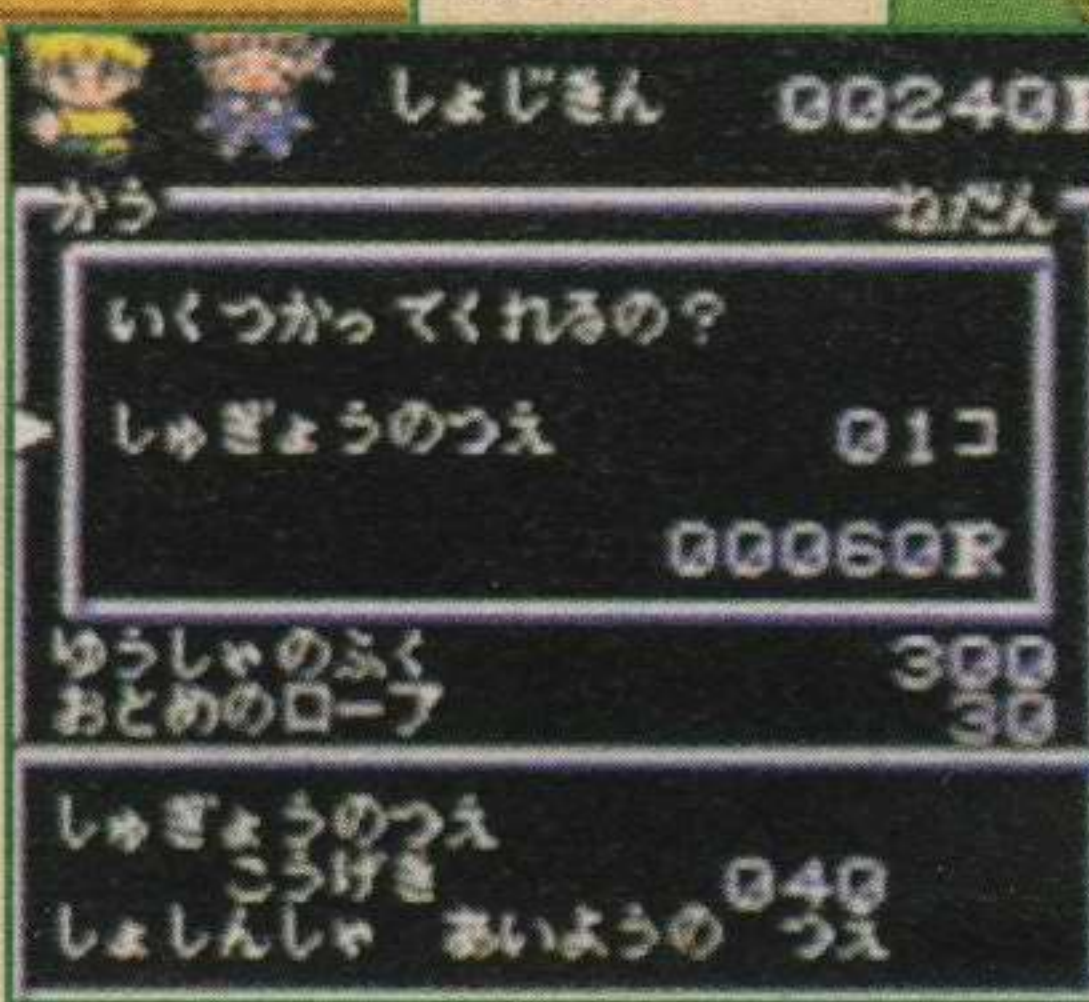 しょじきん 00240R
かう ねだん
いくつかってくれるの?
しゅぎょうのつえ 01コ
00060R
ゆうしゃのふく 300
おとめのローブ 30
しゅぎょうのつえ
こうげき 040
しょしんしゃ あいようの つえ